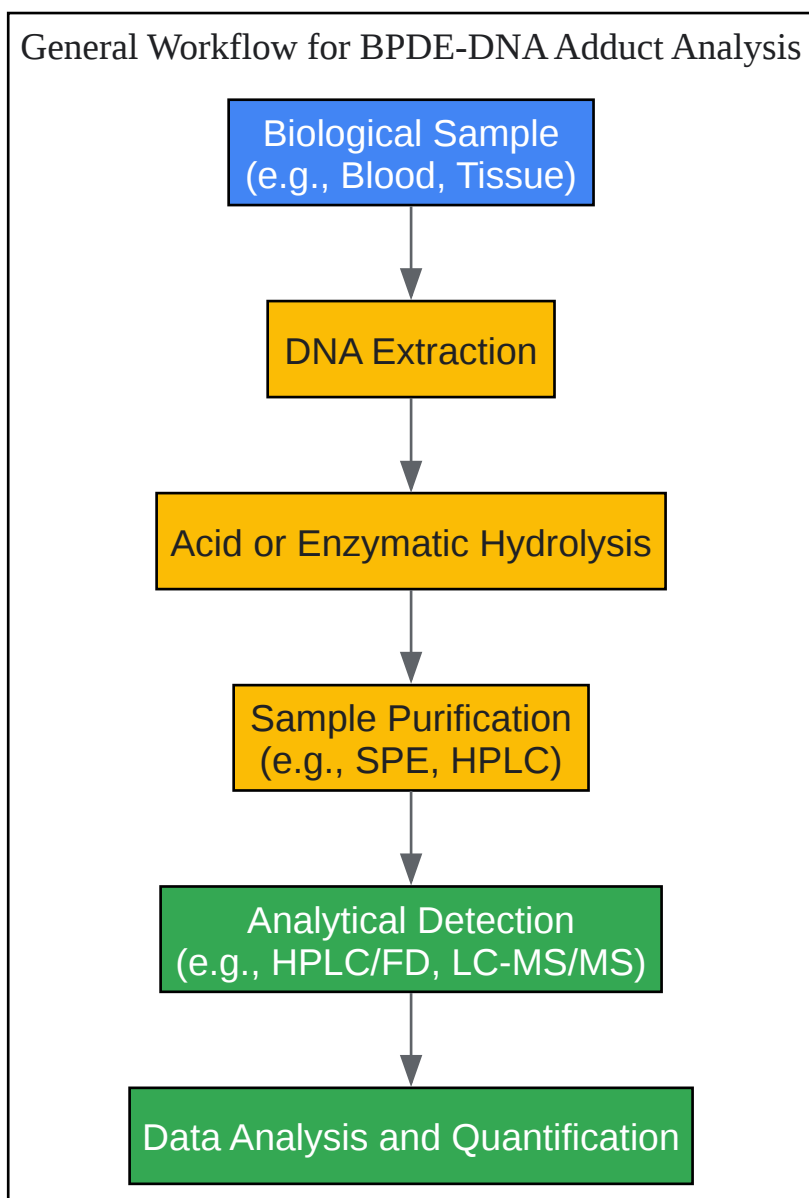 General Workflow for BPDE-DNA Adduct Analysis
Biological Sample
(e.g., Blood, Tissue)
DNA Extraction
Acid or Enzymatic Hydrolysis
Sample Purification
(e.g., SPE, HPLC)
Analytical Detection
(e.g., HPLC/FD, LC-MS/MS)
Data Analysis and Quantification